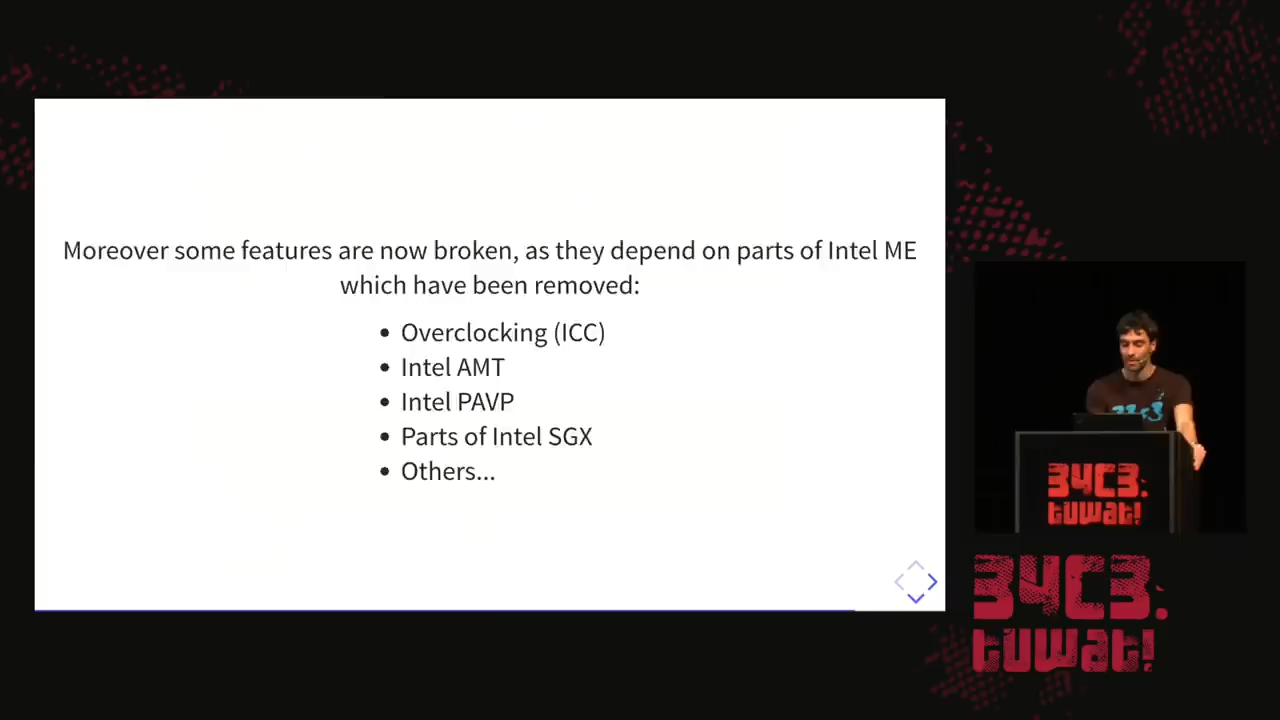 Moreover some features are now broken, as they depend on parts of Intel ME
which have been removed:
• Overclocking (ICC)
• Intel AMT
• Intel PAVP
• Parts of Intel SGX
• Others...
34C3.
tuwat!
34C3.
tuwat!